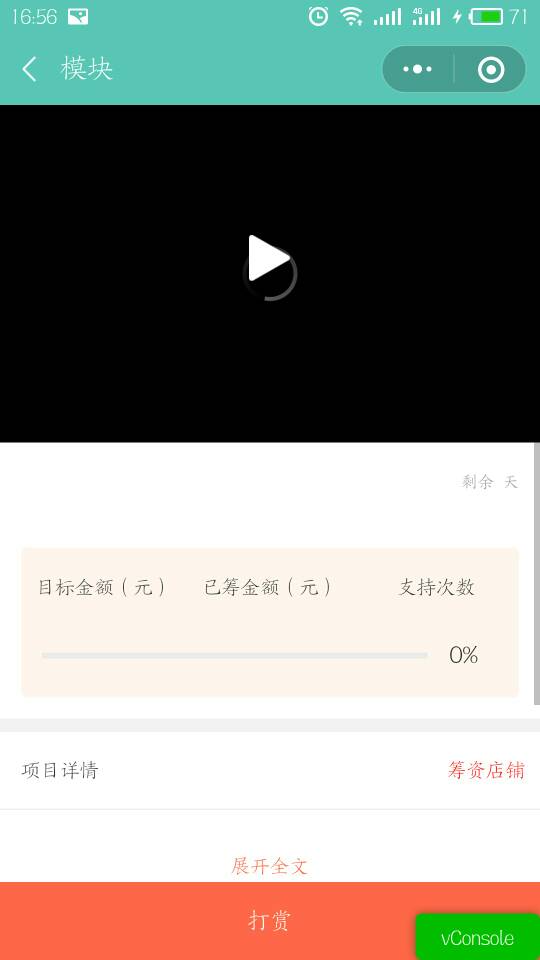 16:56 4G 71
模块
剩余 天
目标金额（元） 已筹金额（元） 支持次数
0%
项目详情 筹资店铺
展开全文
打赏
vConsole